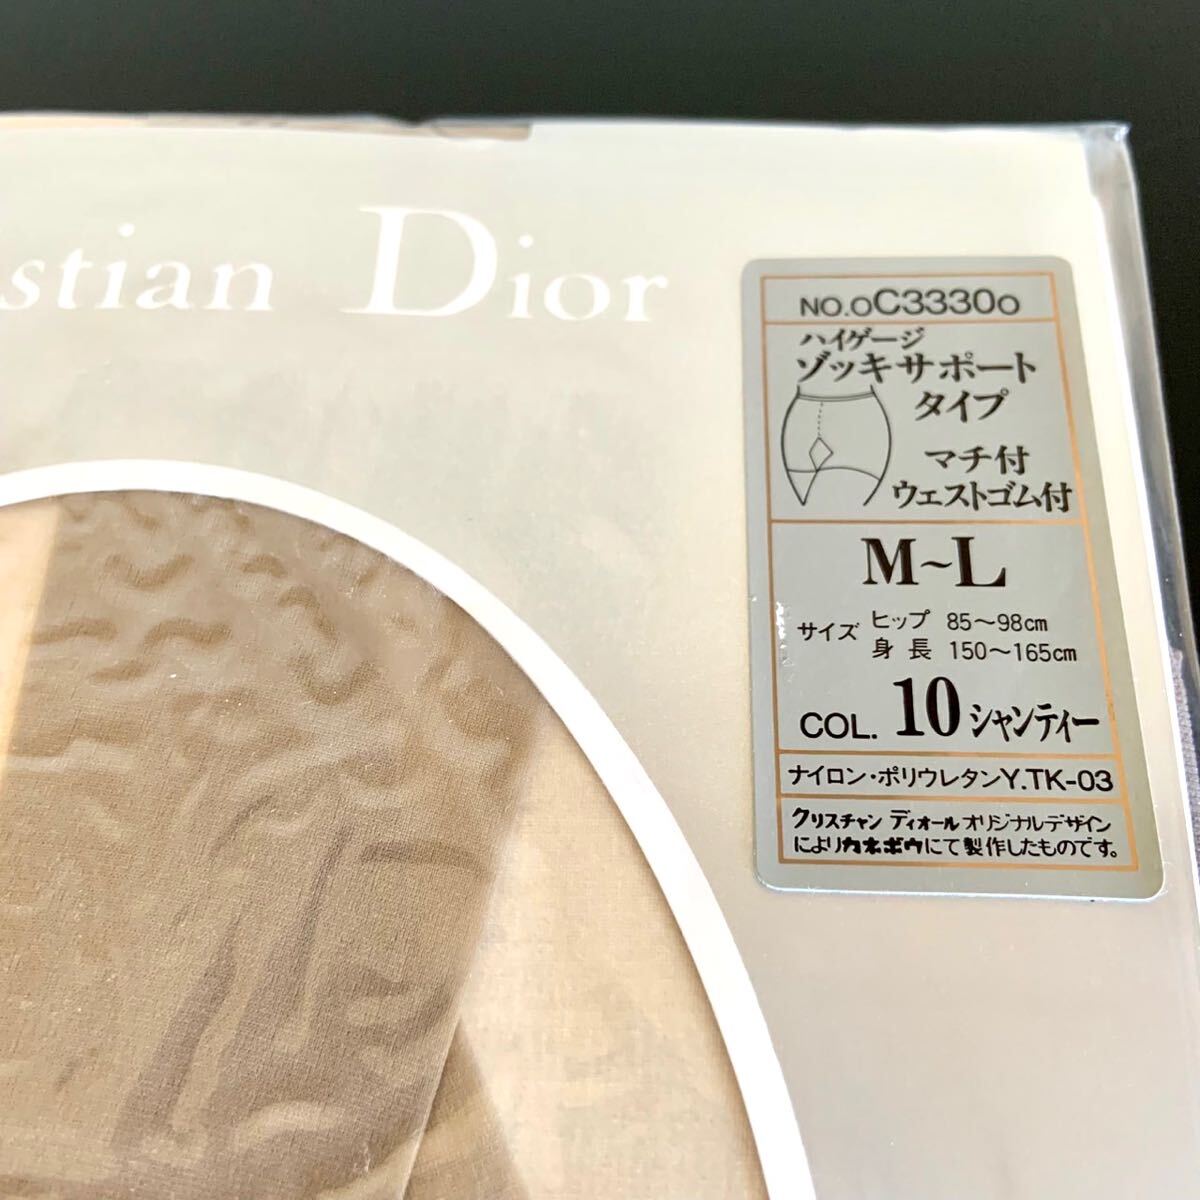 stian Dior
NO.OC3330O
ハイゲージ
ゾッキサポート
タイプ
マチ付
ウェストゴム付
M~L
サイズ ヒップ 85～98cm
身長 150～165cm
COL. 10 シャンティー
ナイロン・ポリウレタンY.TK-03
クリスチャン ディオール オリジナルデザイン
によりカネボウにて製作したものです。